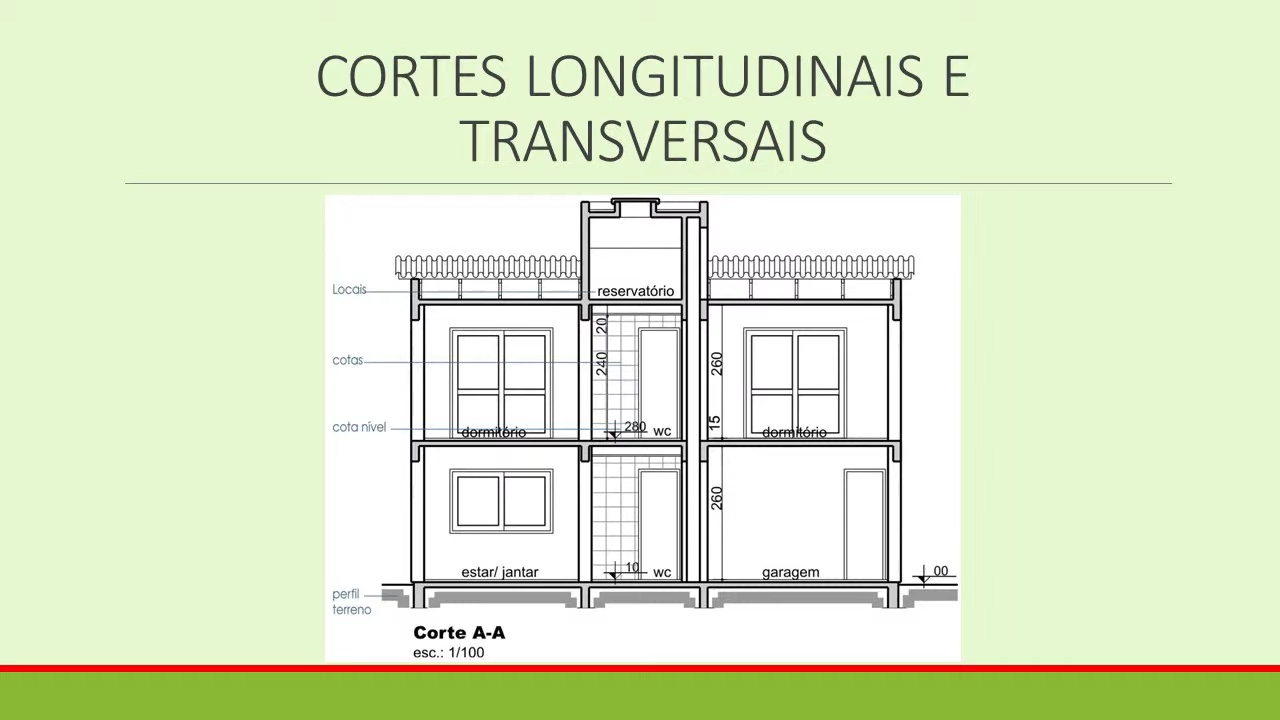 CORTES LONGITUDINAIS E
TRANSVERSAIS
Locais
reservatório
20
cotas
240
260
cota nível
280
wc
15
dormitório
dormitório
260
estar/ jantar
10
wc
garagem
00
perfil
terreno
Corte A-A
esc.: 1/100